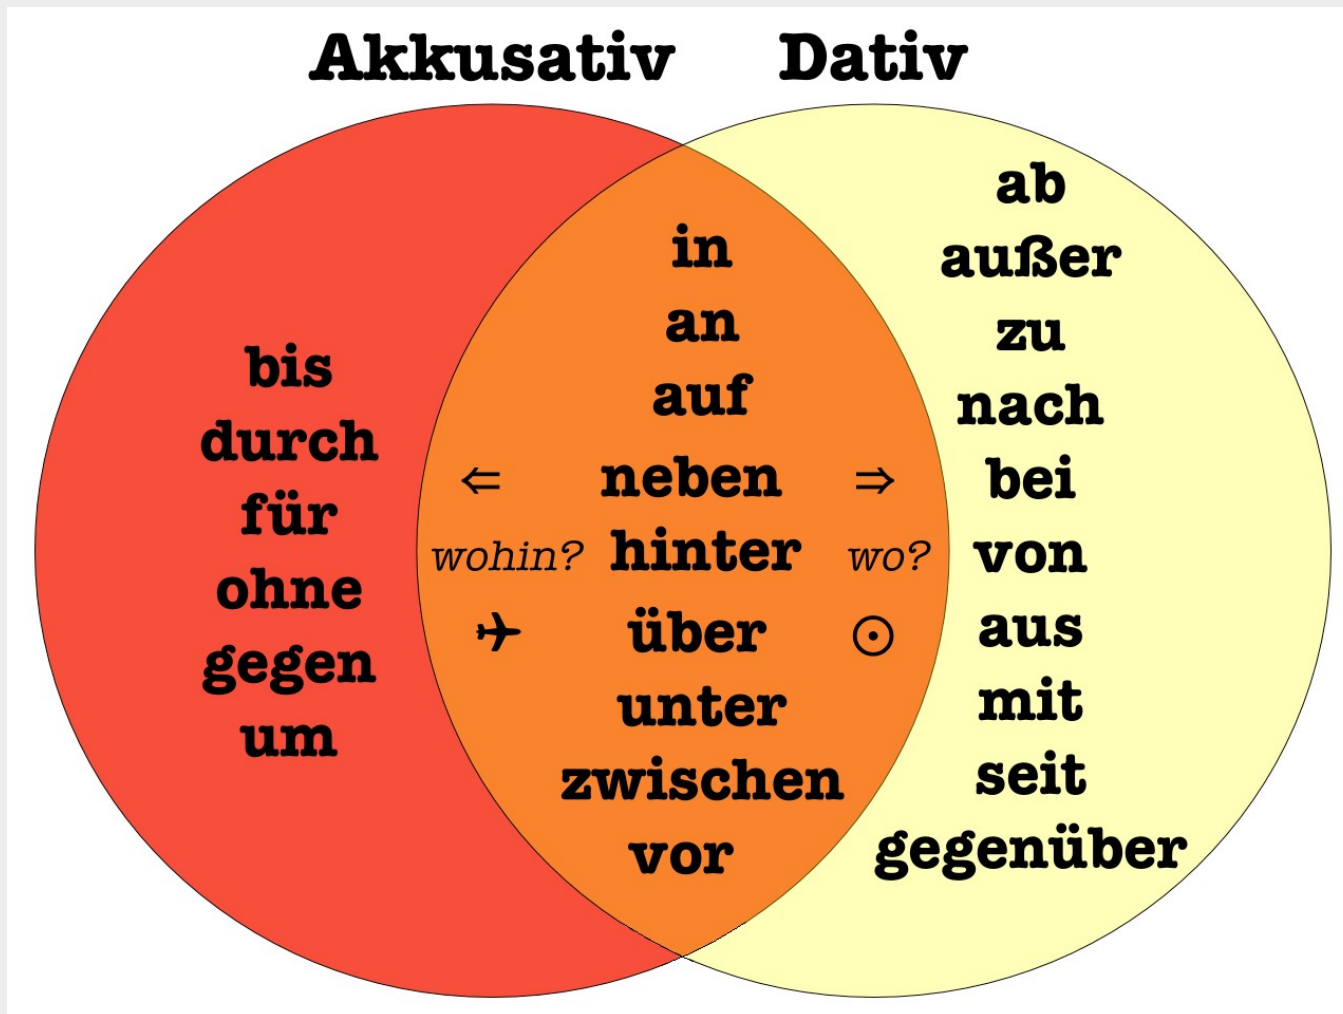 Akkusativ Dativ
bis
durch
für
ohne
gegen
um
in
an
auf
⇐ neben ⇒
wohin? hinter wo?
✈ über ⊙
unter
zwischen
vor
ab
außer
zu
nach
bei
von
aus
mit
seit
gegenüber